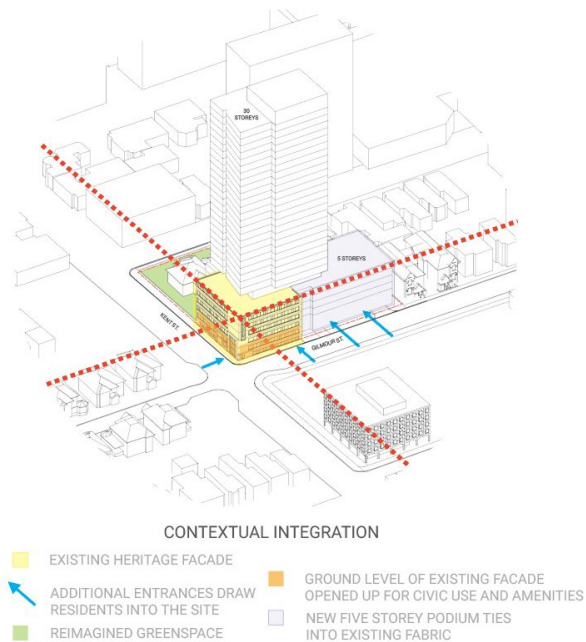 30
STOREYS
5 STOREYS
KENT ST.
GILMOUR ST.
CONTEXTUAL INTEGRATION
EXISTING HERITAGE FACADE
ADDITIONAL ENTRANCES DRAW
RESIDENTS INTO THE SITE
REIMAGINED GREENSPACE
GROUND LEVEL OF EXISTING FACADE
OPENED UP FOR CIVIC USE AND AMENITIES
NEW FIVE STOREY PODIUM TIES
INTO EXISTING FABRIC